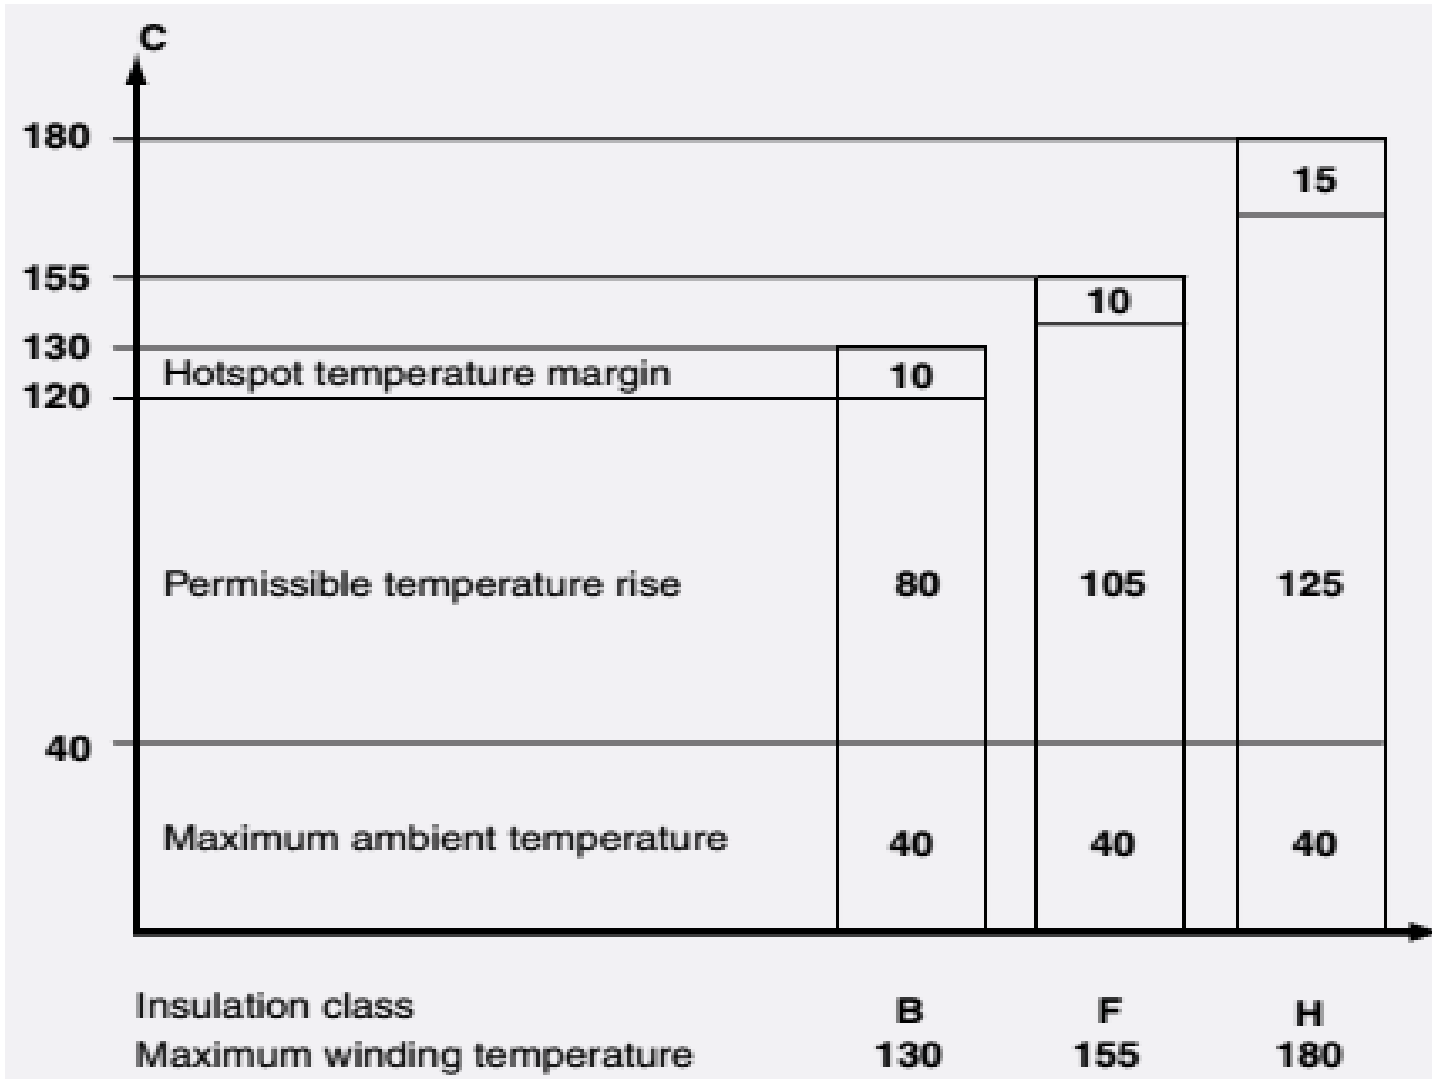 C
180
15
155
10
130
Hotspot temperature margin 10
120
Permissible temperature rise 80 105 125
40
Maximum ambient temperature 40 40 40
Insulation class B F H
Maximum winding temperature 130 155 180